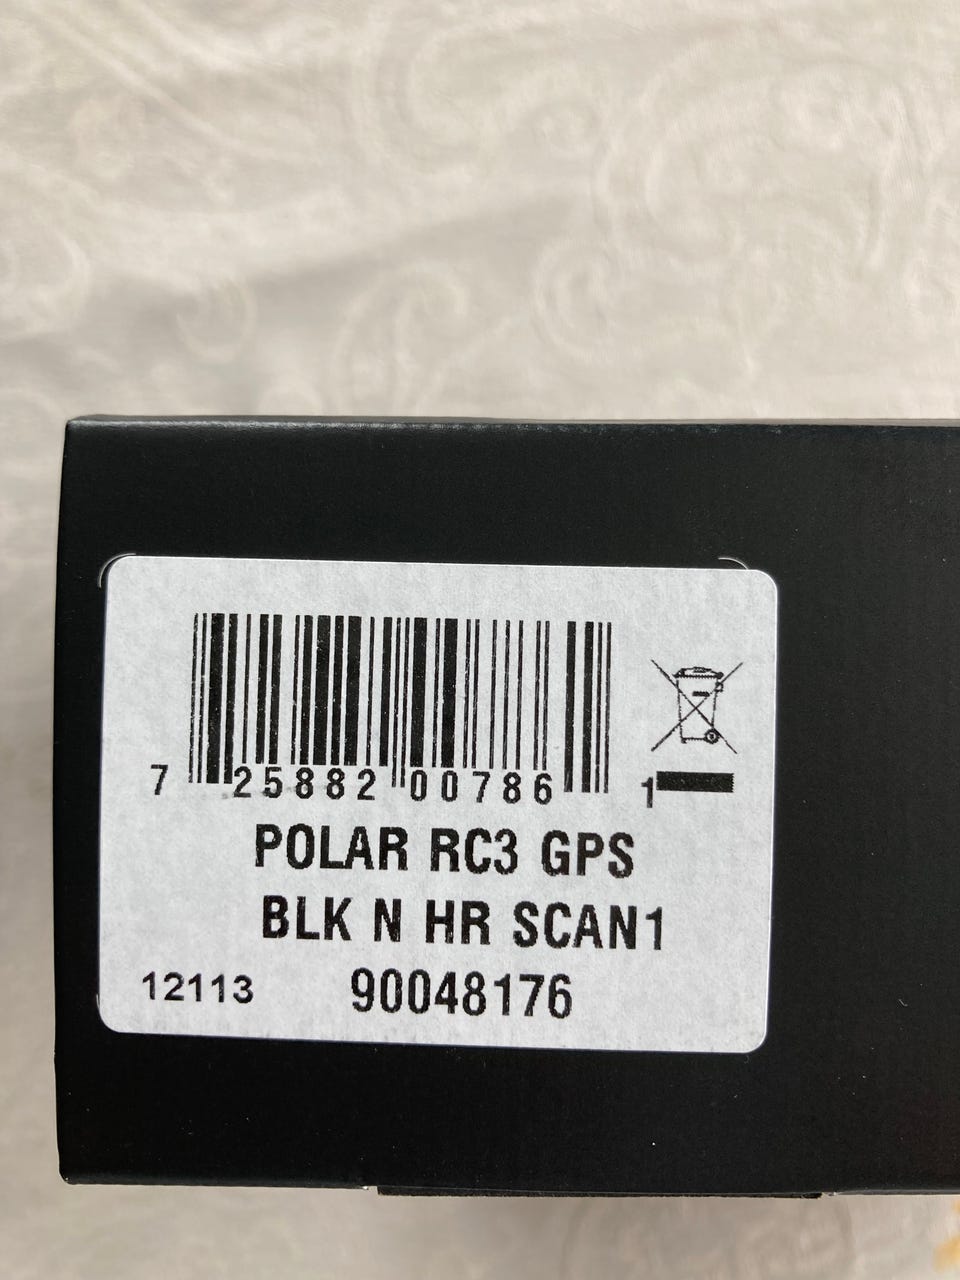 7 25882 00786 1
POLAR RC3 GPS
BLK N HR SCAN1
12113 90048176